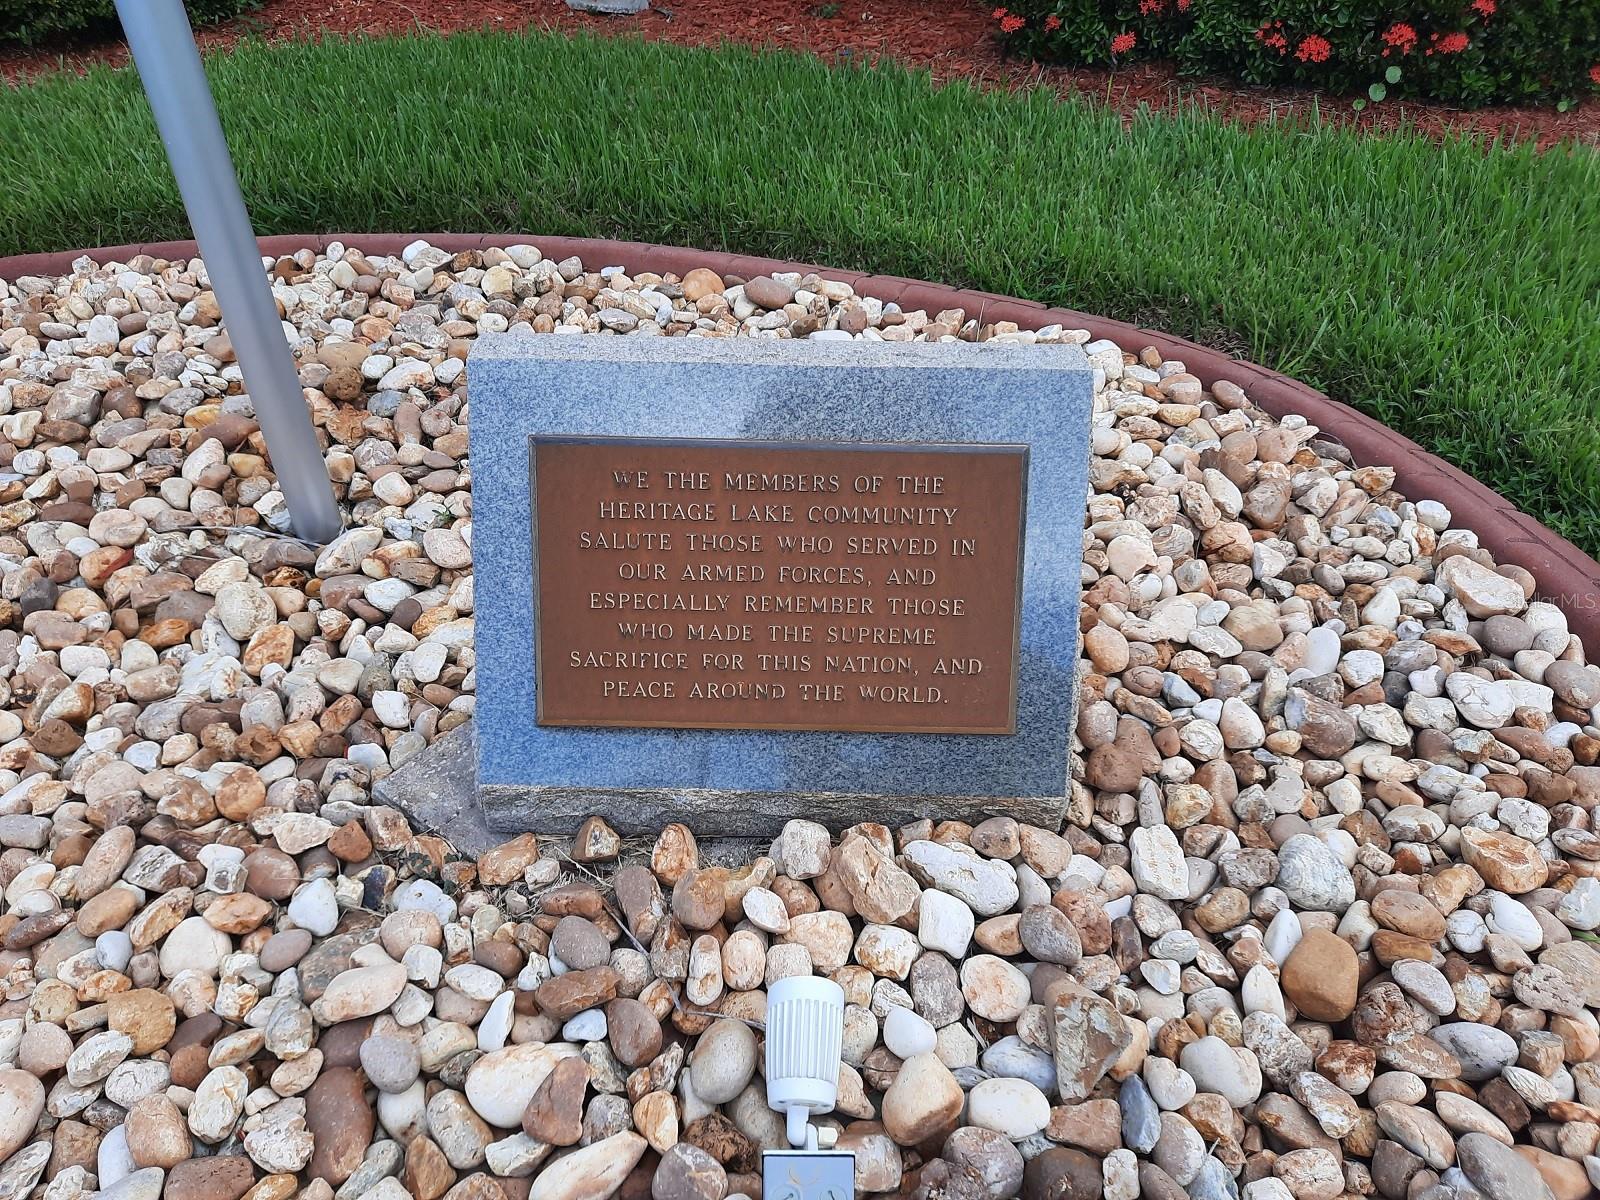 WE THE MEMBERS OF THE
HERITAGE LAKE COMMUNITY
SALUTE THOSE WHO SERVED IN
OUR ARMED FORCES, AND
ESPECIALLY REMEMBER THOSE
WHO MADE THE SUPREME
SACRIFICE FOR THIS NATION, AND
PEACE AROUND THE WORLD.
StellarMLS